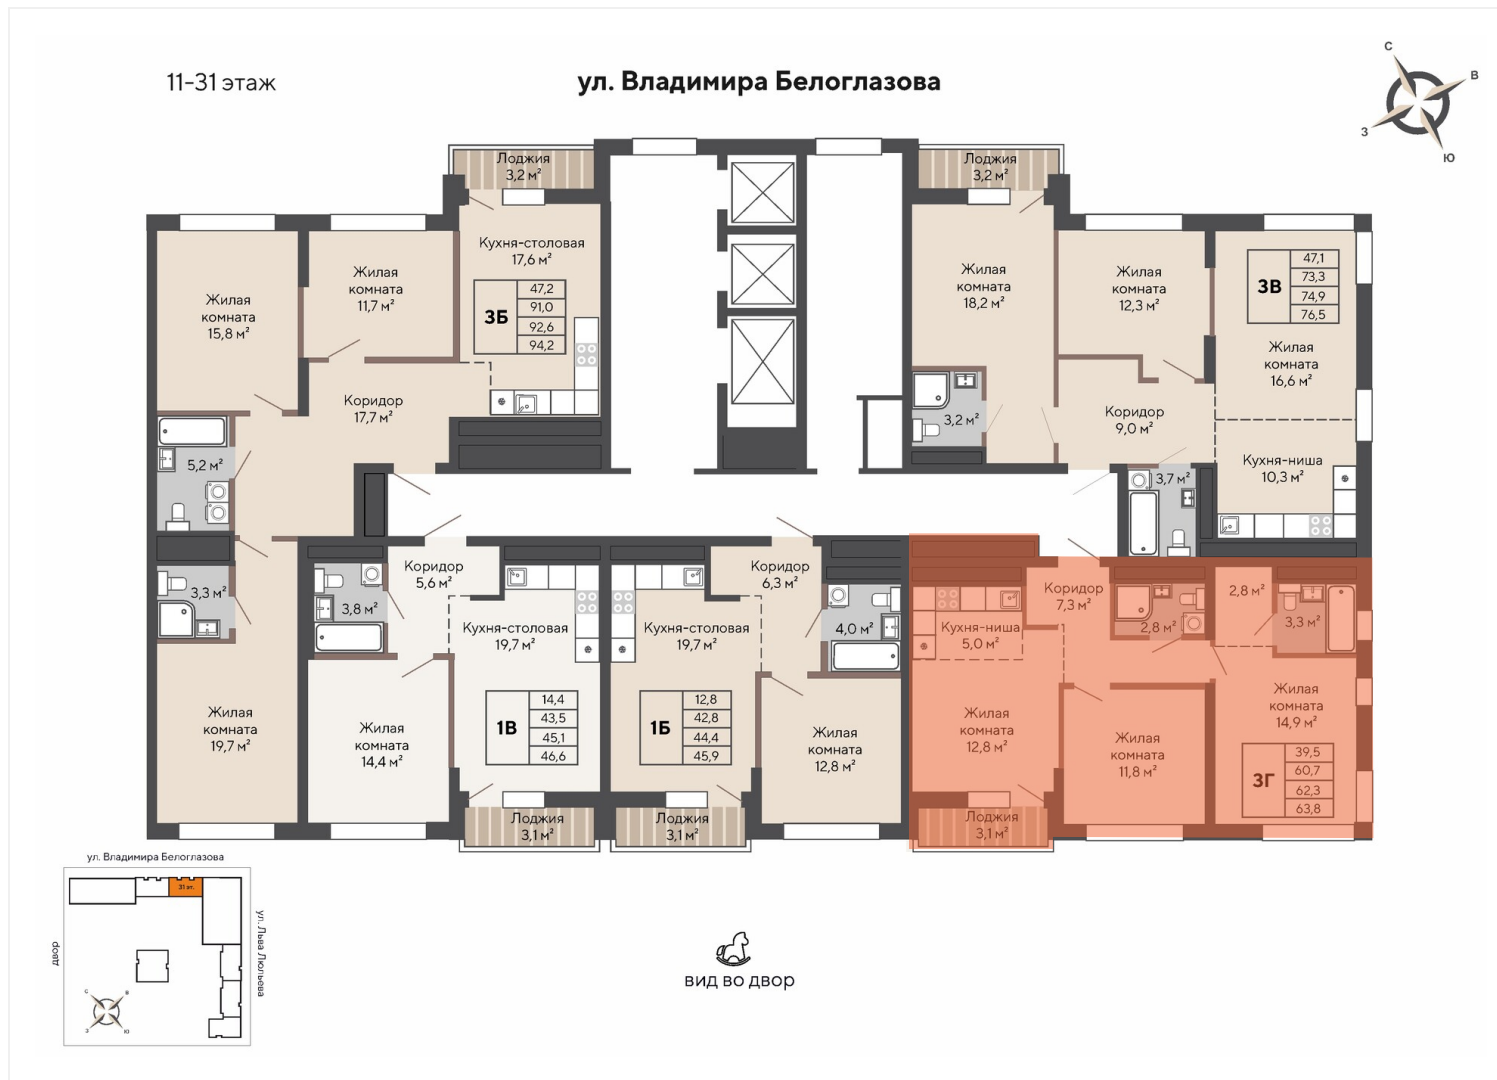 11-31 этаж
ул. Владимира Белоглазова
С
В
З
Ю
Лоджия
3,2 м²
Лоджия
3,2 м²
Кухня-столовая
17,6 м²
3Б
47,2
91,0
92,6
94,2
Жилая
комната
11,7 м²
Жилая
комната
15,8 м²
Коридор
17,7 м²
5,2 м²
3,3 м²
Жилая
комната
19,7 м²
Жилая
комната
18,2 м²
Жилая
комната
12,3 м²
3В
47,1
73,3
74,9
76,5
Жилая
комната
16,6 м²
3,2 м²
Коридор
9,0 м²
3,7 м²
Кухня-ниша
10,3 м²
3,8 м²
Коридор
5,6 м²
Кухня-столовая
19,7 м²
Жилая
комната
14,4 м²
1В
14,4
43,5
45,1
46,6
Лоджия
3,1 м²
Кухня-столовая
19,7 м²
Коридор
6,3 м²
4,0 м²
1Б
12,8
42,8
44,4
45,9
Жилая
комната
12,8 м²
Лоджия
3,1 м²
Кухня-ниша
5,0 м²
Коридор
7,3 м²
2,8 м²
2,8 м²
3,3 м²
Жилая
комната
12,8 м²
Жилая
комната
11,8 м²
Жилая
комната
14,9 м²
3Г
39,5
60,7
62,3
63,8
Лоджия
3,1 м²
ул. Владимира Белоглазова
31 эт.
двор
ул. Льва Люльева
С
В
З
Ю
вид во двор